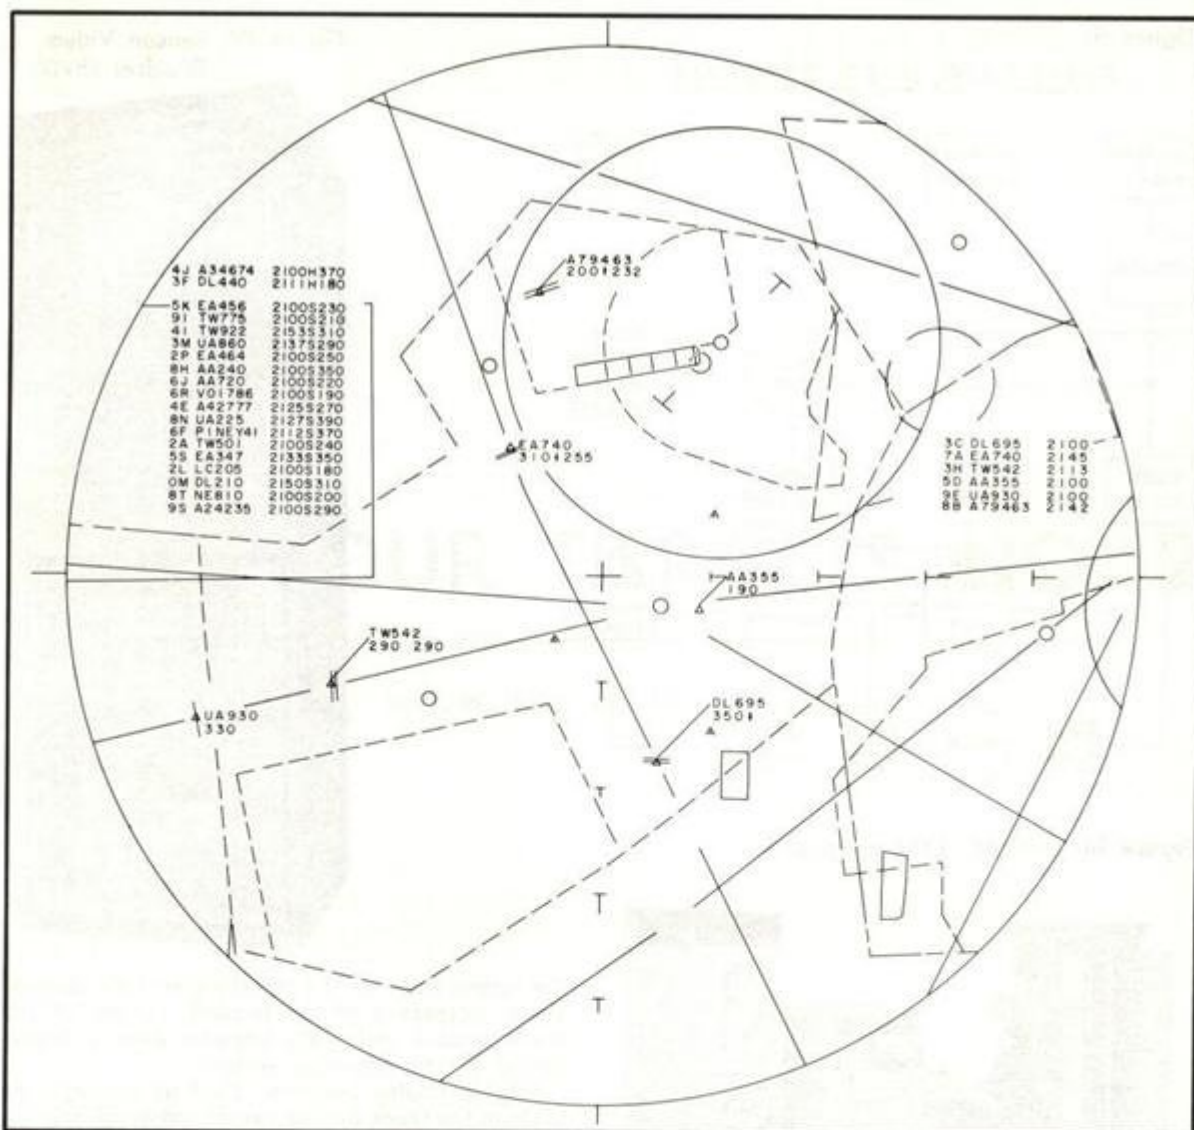 A79463
200↑232
4J A34674 2100H370
3F DL440 2111H180
5K EA456 2100S230
9I TW775 2100S210
4I TW922 2153S310
3M UA860 2137S290
2P EA464 2100S250
8H AA240 2100S350
6J AA720 2100S220
6R VO1786 2100S190
4E A42777 2125S270
8N UA225 2127S390
6F PINEY41 2112S370
2A TW501 2100S240
5S EA347 2133S350
2L LC205 2100S180
0M DL210 2150S310
8T NE810 2100S200
9S A24235 2100S290
EA740
310↓255
3C DL695 2100
7A EA740 2145
3H TW542 2113
5D AA355 2100
9E UA930 2100
8B A79463 2142
AA355
190
TW542
290 290
DL695
UA930
330